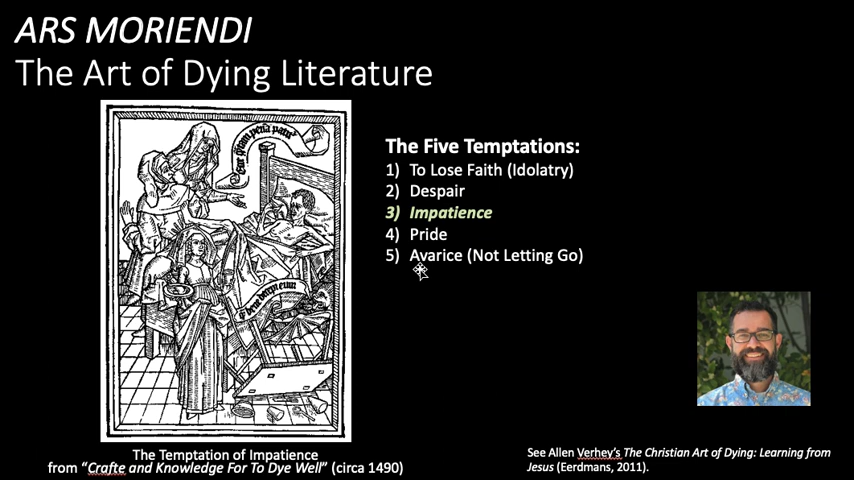 ARS MORIENDI
The Art of Dying Literature
The Five Temptations:
1) To Lose Faith (Idolatry)
2) Despair
3) Impatience
4) Pride
5) Avarice (Not Letting Go)
The Temptation of Impatience
from “Crafte and Knowledge For To Dye Well” (circa 1490)
See Allen Verhey’s The Christian Art of Dying: Learning from
Jesus (Eerdmans, 2011).